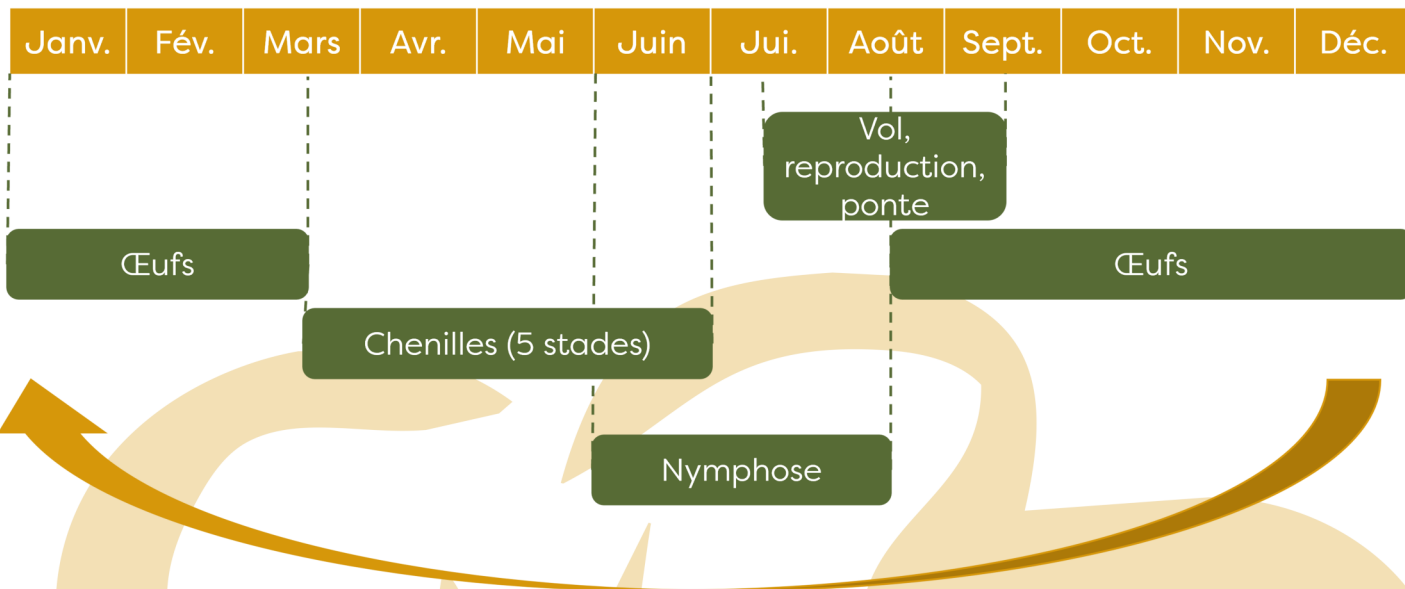 Janv. Fév. Mars Avr. Mai Juin Jui. Août Sept. Oct. Nov. Déc.
Vol,
reproduction,
ponte
Œufs Œufs
Chenilles (5 stades)
Nymphose